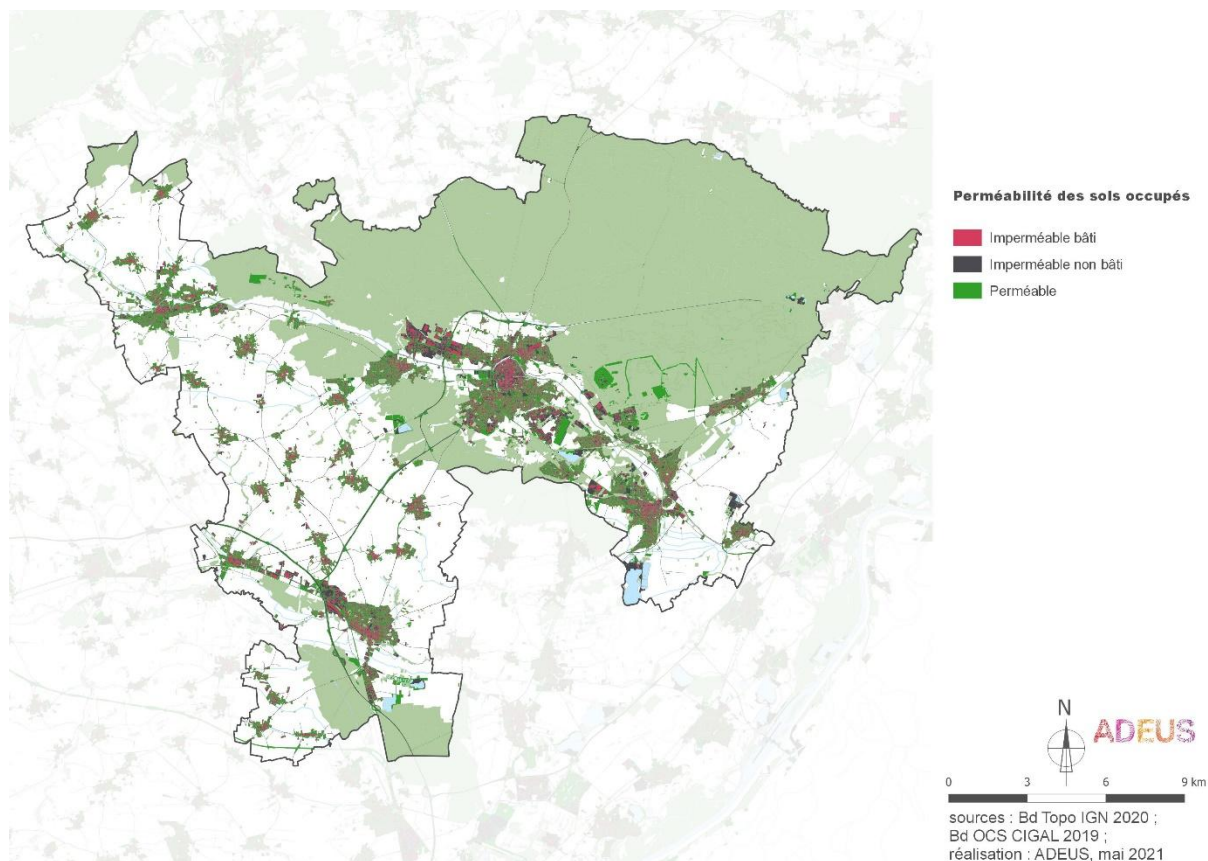 Perméabilité des sols occupés
Imperméable bâti
Imperméable non bâti
Perméable
N
ADEUS
0 3 6 9 km
sources : Bd Topo IGN 2020 ;
Bd OCS CIGAL 2019 ;
réalisation : ADEUS, mai 2021